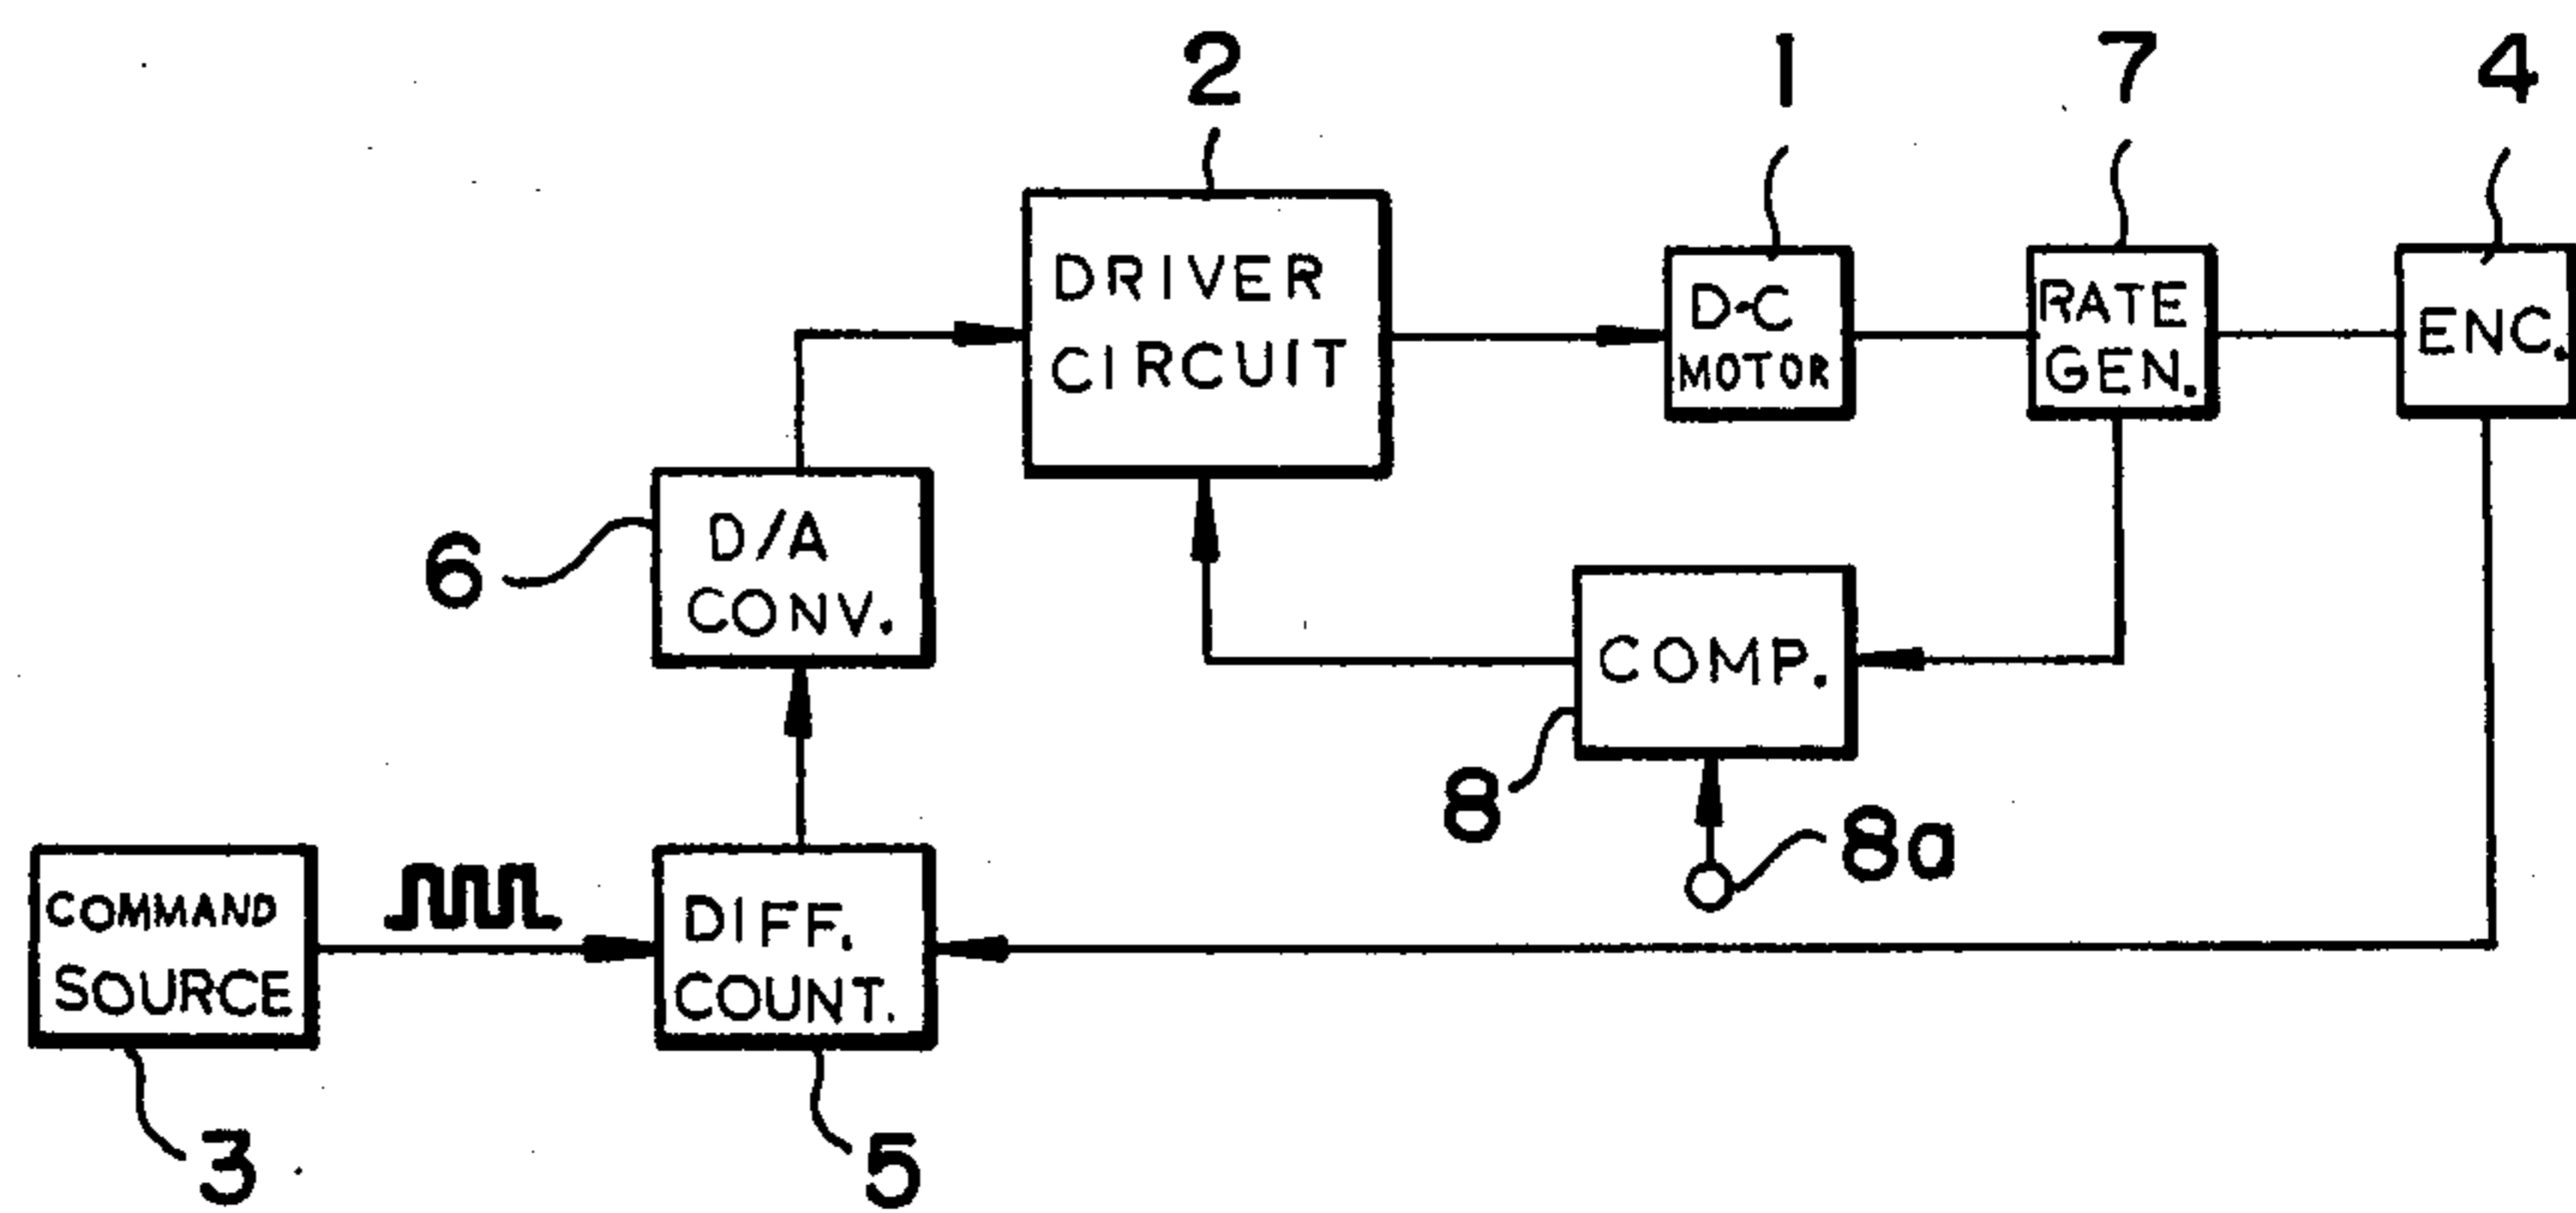 2
1
7
4
DRIVER
CIRCUIT
D-C
MOTOR
RATE
GEN.
ENC.
6
D/A
CONV.
COMP.
8
8a
COMMAND
SOURCE
DIFF.
COUNT.
3
5